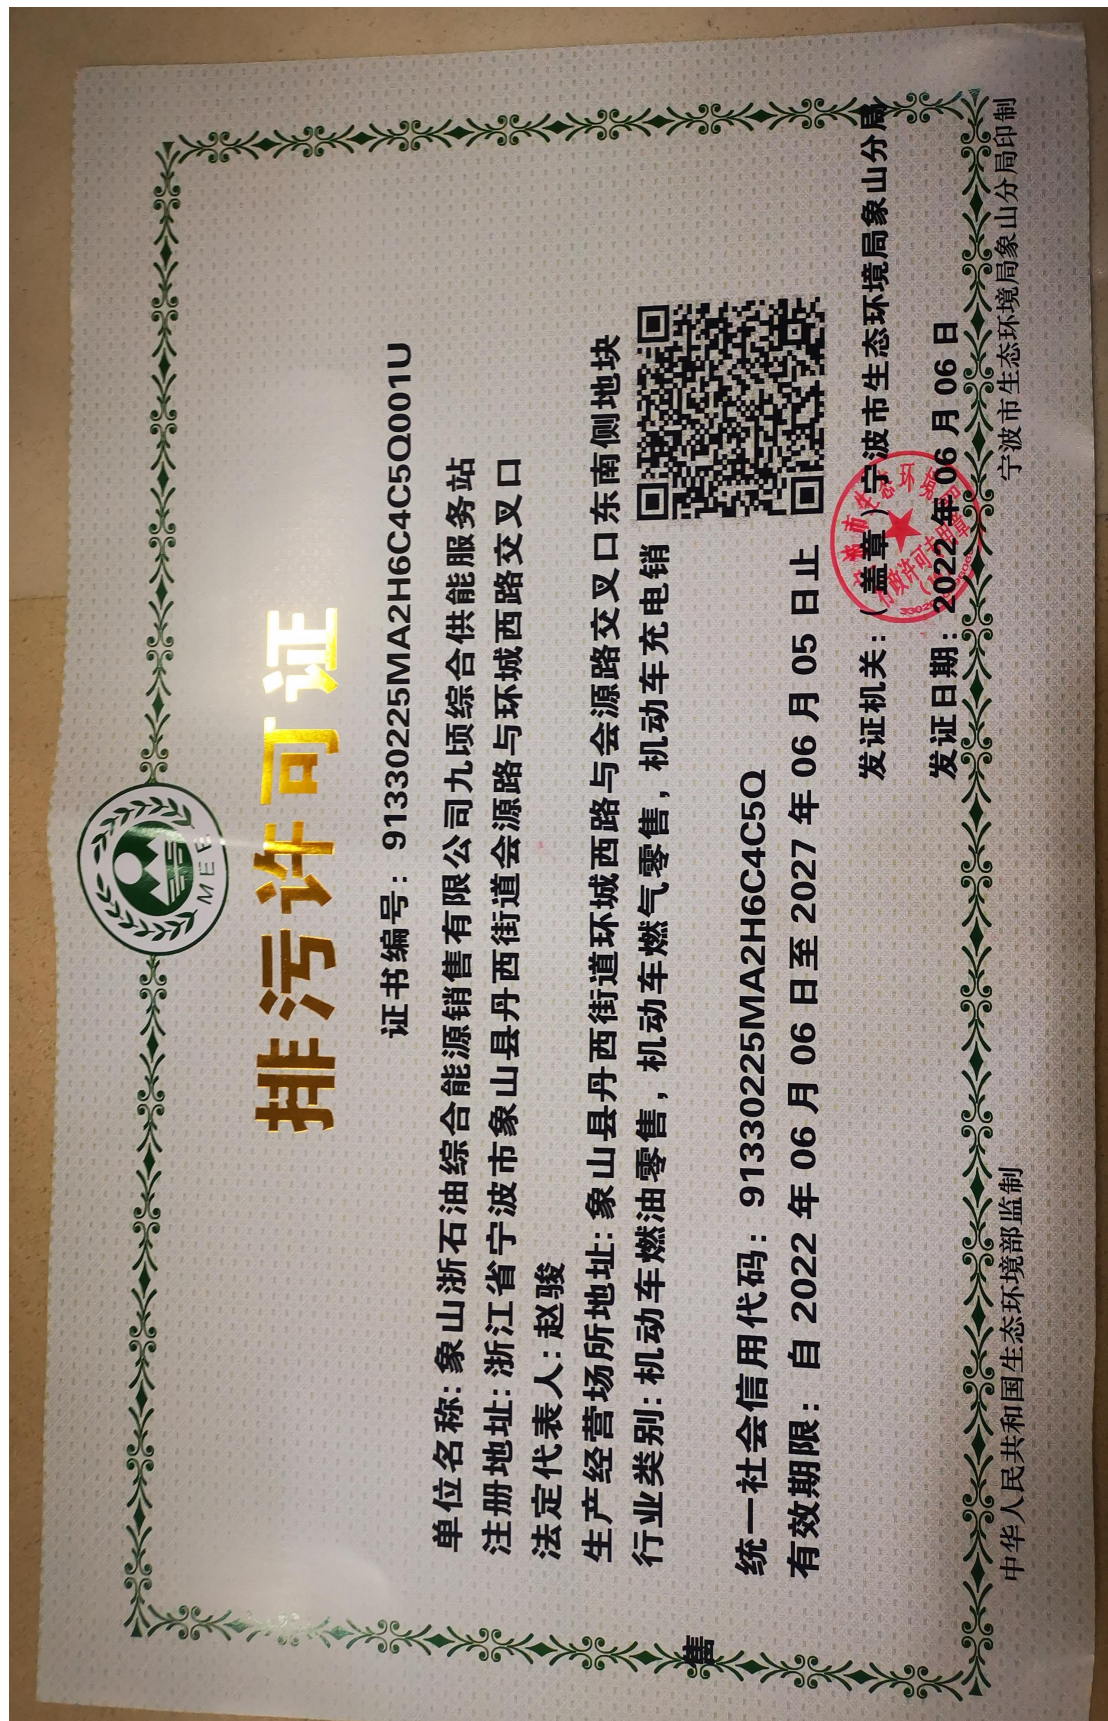 MEE
排污许可证
证书编号：91330225MA2H6C4C5Q001U
单位名称：象山浙石油综合能源销售有限公司九顷综合供能服务站
注册地址：浙江省宁波市象山县丹西街道会源路与环城西路交叉口
法定代表人：赵骏
生产经营场所地址：象山县丹西街道环城西路与会源路交叉口东南侧地块
行业类别：机动车燃油零售，机动车燃气零售，机动车充电销
售
统一社会信用代码：91330225MA2H6C4C5Q
有效期限：自2022年06月06日至2027年06月05日止
发证机关：（盖章）宁波市生态环境局象山分局
发证日期：2022年06月06日
行政许可专用章
中华人民共和国生态环境部监制
宁波市生态环境局象山分局印制